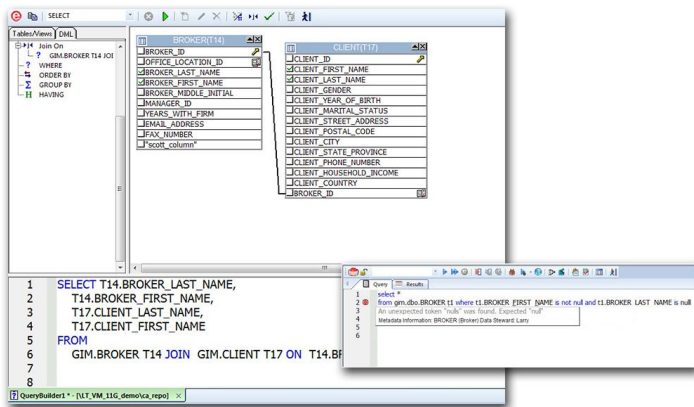 SELECT
Tables/Views DML
Join On
GIM.BROKER T14 JOI
WHERE
ORDER BY
GROUP BY
HAVING
BROKER(T14)
BROKER_ID
OFFICE_LOCATION_ID
BROKER_LAST_NAME
BROKER_FIRST_NAME
BROKER_MIDDLE_INITIAL
MANAGER_ID
YEARS_WITH_FIRM
EMAIL_ADDRESS
FAX_NUMBER
"scott_column"
CLIENT(T17)
CLIENT_ID
CLIENT_FIRST_NAME
CLIENT_LAST_NAME
CLIENT_GENDER
CLIENT_YEAR_OF_BIRTH
CLIENT_MARITAL_STATUS
CLIENT_STREET_ADDRESS
CLIENT_POSTAL_CODE
CLIENT_CITY
CLIENT_STATE_PROVINCE
CLIENT_PHONE_NUMBER
CLIENT_HOUSEHOLD_INCOME
CLIENT_COUNTRY
BROKER_ID
1 SELECT T14.BROKER_LAST_NAME,
2 T14.BROKER_FIRST_NAME,
3 T17.CLIENT_LAST_NAME,
4 T17.CLIENT_FIRST_NAME
5 FROM
6 GIM.BROKER T14 JOIN GIM.CLIENT T17 ON T14.BR
7
8
QueryBuilder1 * - [\LT_VM_11G_demo\ca_repo] ×
Query Results
1 select *
2 from gim.dbo.BROKER t1 where t1.BROKER_FIRST_NAME is not null and t1.BROKER_LAST_NAME is null
3 An unexpected token "nulls" was found. Expected "null"
4 Metadata Information: BROKER (Broker) Data Steward: Larry
5
6